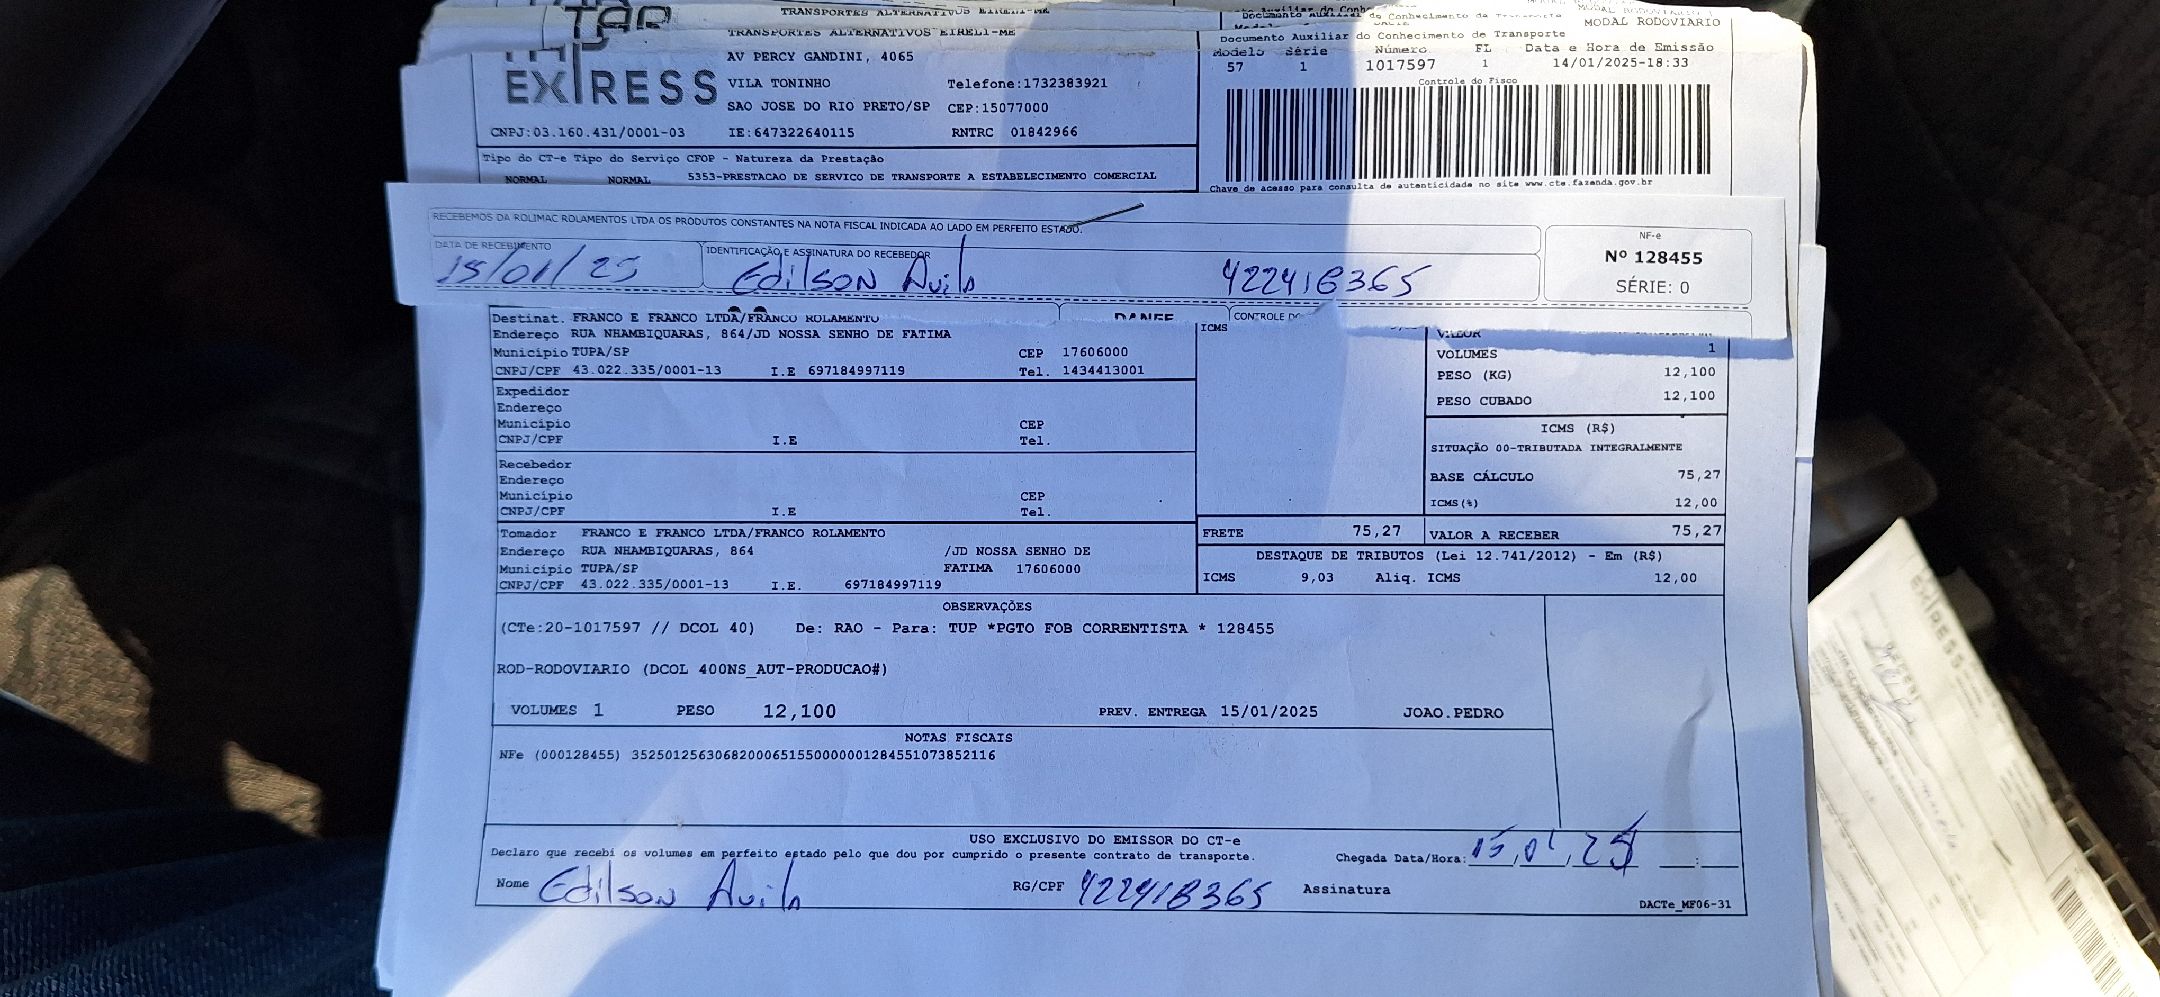 TRANSPORTES ALTERNATIVOS EIRELI-ME
Documento Auxiliar do Conhecimento de Transporte
MODAL RODOVIARIO
TRANSPORTES ALTERNATIVOS EIRELI-ME
Documento Auxiliar do Conhecimento de Transporte
AV PERCY GANDINI, 4065
Modelo Série Número FL Data e Hora de Emissão
57 1 1017597 1 14/01/2025-18:33
EXPRESS
VILA TONINHO Telefone:1732383921
Controle do Fisco
SAO JOSE DO RIO PRETO/SP CEP:15077000
CNPJ:03.160.431/0001-03 IE:647322640115 RNTRC 01842966
Tipo do CT-e Tipo do Serviço CFOP - Natureza da Prestação
NORMAL NORMAL 5353-PRESTACAO DE SERVICO DE TRANSPORTE A ESTABELECIMENTO COMERCIAL
Chave de acesso para consulta de autenticidade no site www.cte.fazenda.gov.br
RECEBEMOS DA ROLIMAC ROLAMENTOS LTDA OS PRODUTOS CONSTANTES NA NOTA FISCAL INDICADA AO LADO EM PERFEITO ESTADO.
NF-e
Nº 128455
SÉRIE: 0
DATA DE RECEBIMENTO IDENTIFICAÇÃO E ASSINATURA DO RECEBEDOR
15/01/25 Edilson Avila 422418365
DANFE CONTROLE DO
Destinat. FRANCO E FRANCO LTDA/FRANCO ROLAMENTO
Endereço RUA NHAMBIQUARAS, 864/JD NOSSA SENHO DE FATIMA
Município TUPA/SP CEP 17606000
CNPJ/CPF 43.022.335/0001-13 I.E 697184997119 Tel. 1434413001
ICMS
VALOR
VOLUMES 1
PESO (KG) 12,100
PESO CUBADO 12,100
Expedidor
Endereço
Município CEP
CNPJ/CPF I.E Tel.
ICMS (R$)
SITUAÇÃO 00-TRIBUTADA INTEGRALMENTE
BASE CÁLCULO 75,27
ICMS(%) 12,00
Recebedor
Endereço
Município CEP
CNPJ/CPF I.E Tel.
Tomador FRANCO E FRANCO LTDA/FRANCO ROLAMENTO
Endereço RUA NHAMBIQUARAS, 864 /JD NOSSA SENHO DE
Município TUPA/SP FATIMA 17606000
CNPJ/CPF 43.022.335/0001-13 I.E. 697184997119
FRETE 75,27 VALOR A RECEBER 75,27
DESTAQUE DE TRIBUTOS (Lei 12.741/2012) - Em (R$)
ICMS 9,03 Aliq. ICMS 12,00
OBSERVAÇÕES
(CTe:20-1017597 // DCOL 40) De: RAO - Para: TUP *PGTO FOB CORRENTISTA * 128455
ROD-RODOVIARIO (DCOL 400NS_AUT-PRODUCAO#)
VOLUMES 1 PESO 12,100 PREV. ENTREGA 15/01/2025 JOAO.PEDRO
NOTAS FISCAIS
NFe (000128455) 35250125630682000651550000001284551073852116
USO EXCLUSIVO DO EMISSOR DO CT-e
Declaro que recebi os volumes em perfeito estado pelo que dou por cumprido o presente contrato de transporte.
Chegada Data/Hora: 15,01,25 __:__
Nome Edilson Avila RG/CPF 422418365 Assinatura
DACTe_MF06-31